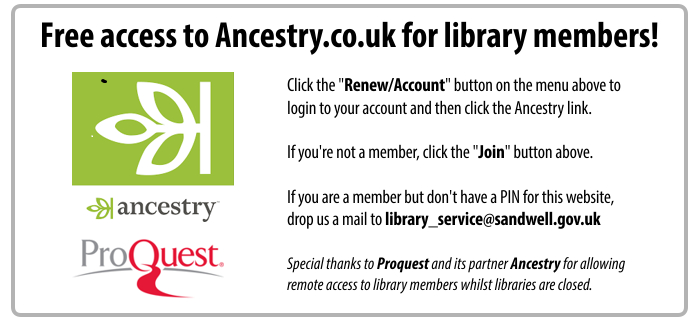 Free access to Ancestry.co.uk for library members!
Click the "Renew/Account" button on the menu above to
login to your account and then click the Ancestry link.
If you're not a member, click the "Join" button above.
If you are a member but don't have a PIN for this website,
drop us a mail to library_service@sandwell.gov.uk
Special thanks to Proquest and its partner Ancestry for allowing
remote access to library members whilst libraries are closed.
ancestry
ProQuest